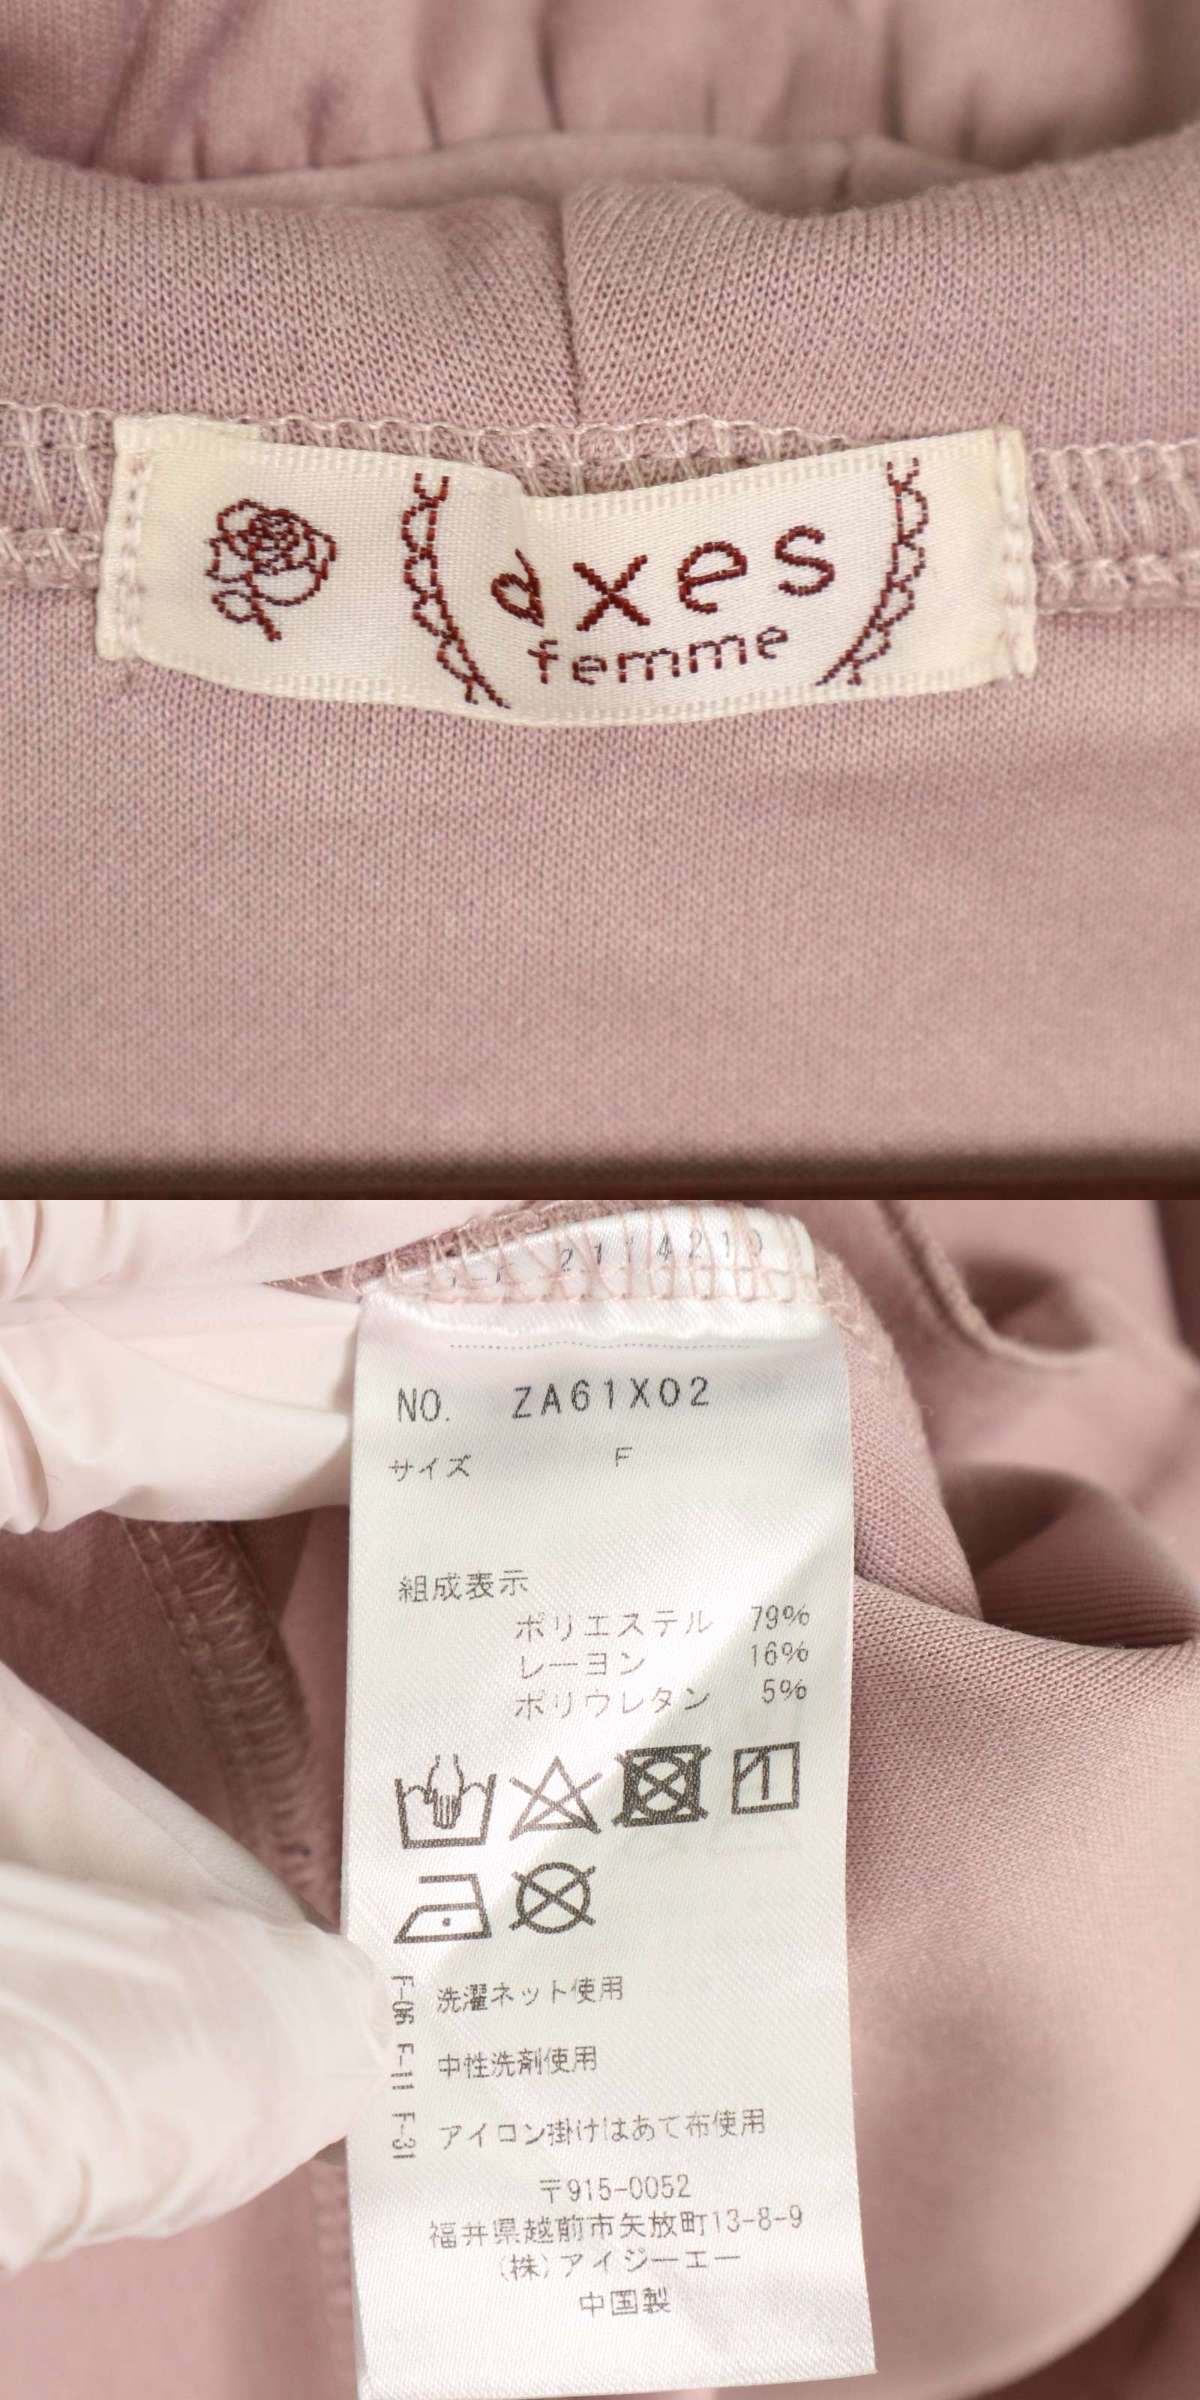 axes
femme
NO. ZA61X02
サイズ F
組成表示
ポリエステル 79%
レーヨン 16%
ポリウレタン 5%
F-06 洗濯ネット使用
F-11 中性洗剤使用
F-31 アイロン掛けはあて布使用
〒915-0052
福井県越前市矢放町13-8-9
(株)アイジーエー
中国製